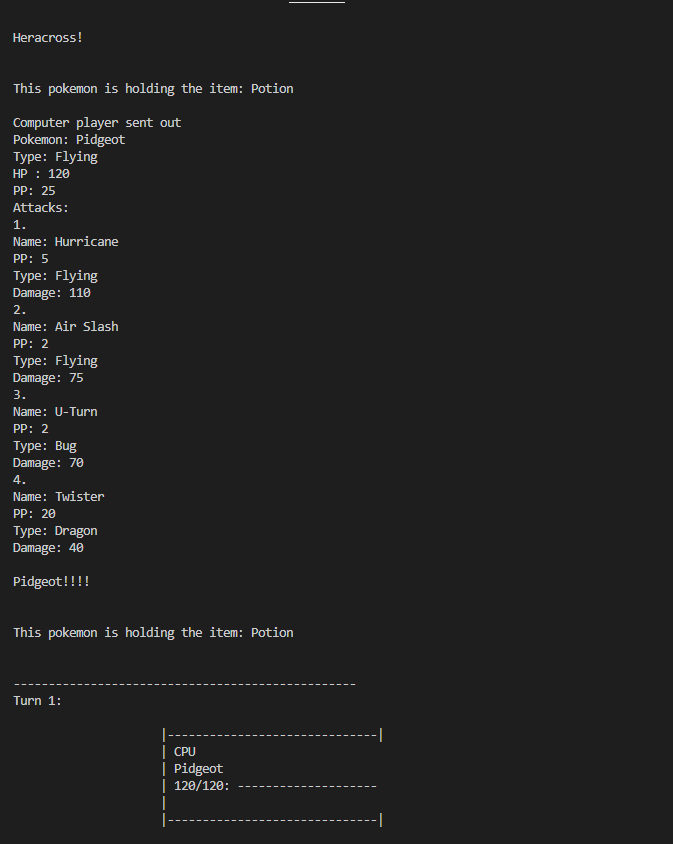 Heracross!
This pokemon is holding the item: Potion
Computer player sent out
Pokemon: Pidgeot
Type: Flying
HP : 120
PP: 25
Attacks:
1.
Name: Hurricane
PP: 5
Type: Flying
Damage: 110
2.
Name: Air Slash
PP: 2
Type: Flying
Damage: 75
3.
Name: U-Turn
PP: 2
Type: Bug
Damage: 70
4.
Name: Twister
PP: 20
Type: Dragon
Damage: 40
Pidgeot!!!!
This pokemon is holding the item: Potion
-------------------------------------------------
Turn 1:
|------------------------------|
| CPU
| Pidgeot
| 120/120: --------------------
|
|------------------------------|